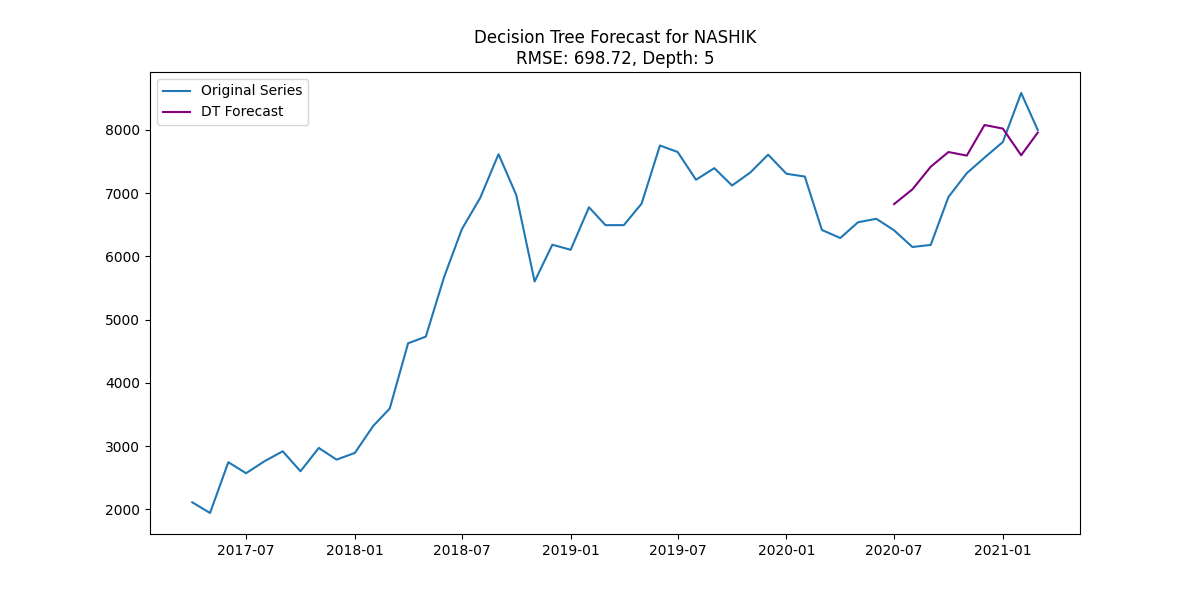 Decision Tree Forecast for NASHIK
RMSE: 698.72, Depth: 5
Original Series
DT Forecast
8000
7000
6000
5000
4000
3000
2000
2017-07 2018-01 2018-07 2019-01 2019-07 2020-01 2020-07 2021-01